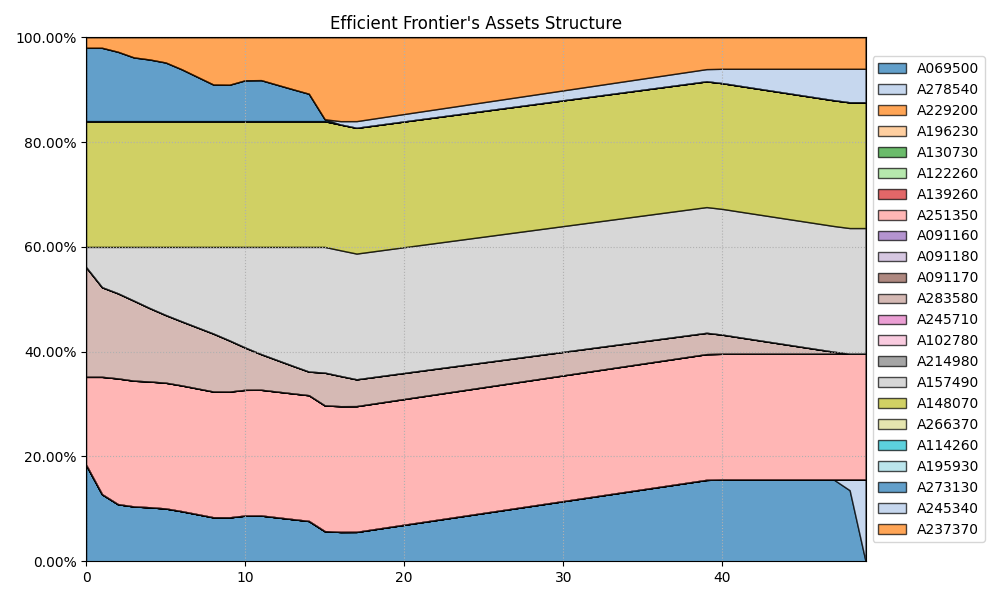 Efficient Frontier's Assets Structure
100.00%
80.00%
60.00%
40.00%
20.00%
0.00%
0
10
20
30
40
A069500
A278540
A229200
A196230
A130730
A122260
A139260
A251350
A091160
A091180
A091170
A283580
A245710
A102780
A214980
A157490
A148070
A266370
A114260
A195930
A273130
A245340
A237370